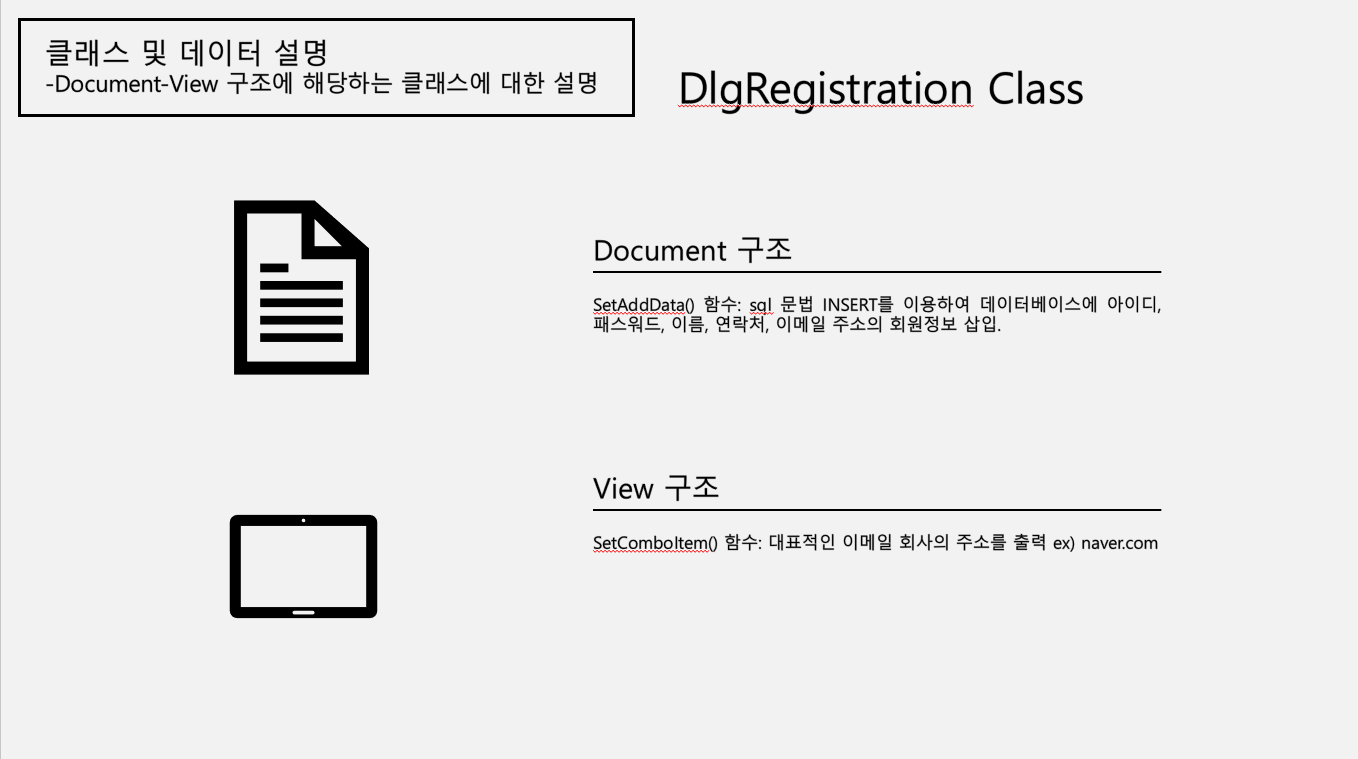 클래스 및 데이터 설명
-Document-View 구조에 해당하는 클래스에 대한 설명
DlgRegistration Class
Document 구조
SetAddData() 함수: sql 문법 INSERT를 이용하여 데이터베이스에 아이디,
패스워드, 이름, 연락처, 이메일 주소의 회원정보 삽입.
View 구조
SetComboItem() 함수: 대표적인 이메일 회사의 주소를 출력 ex) naver.com